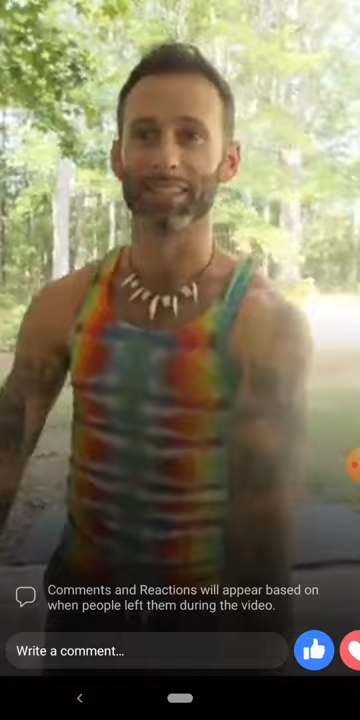 Comments and Reactions will appear based on
when people left them during the video.
Write a comment...